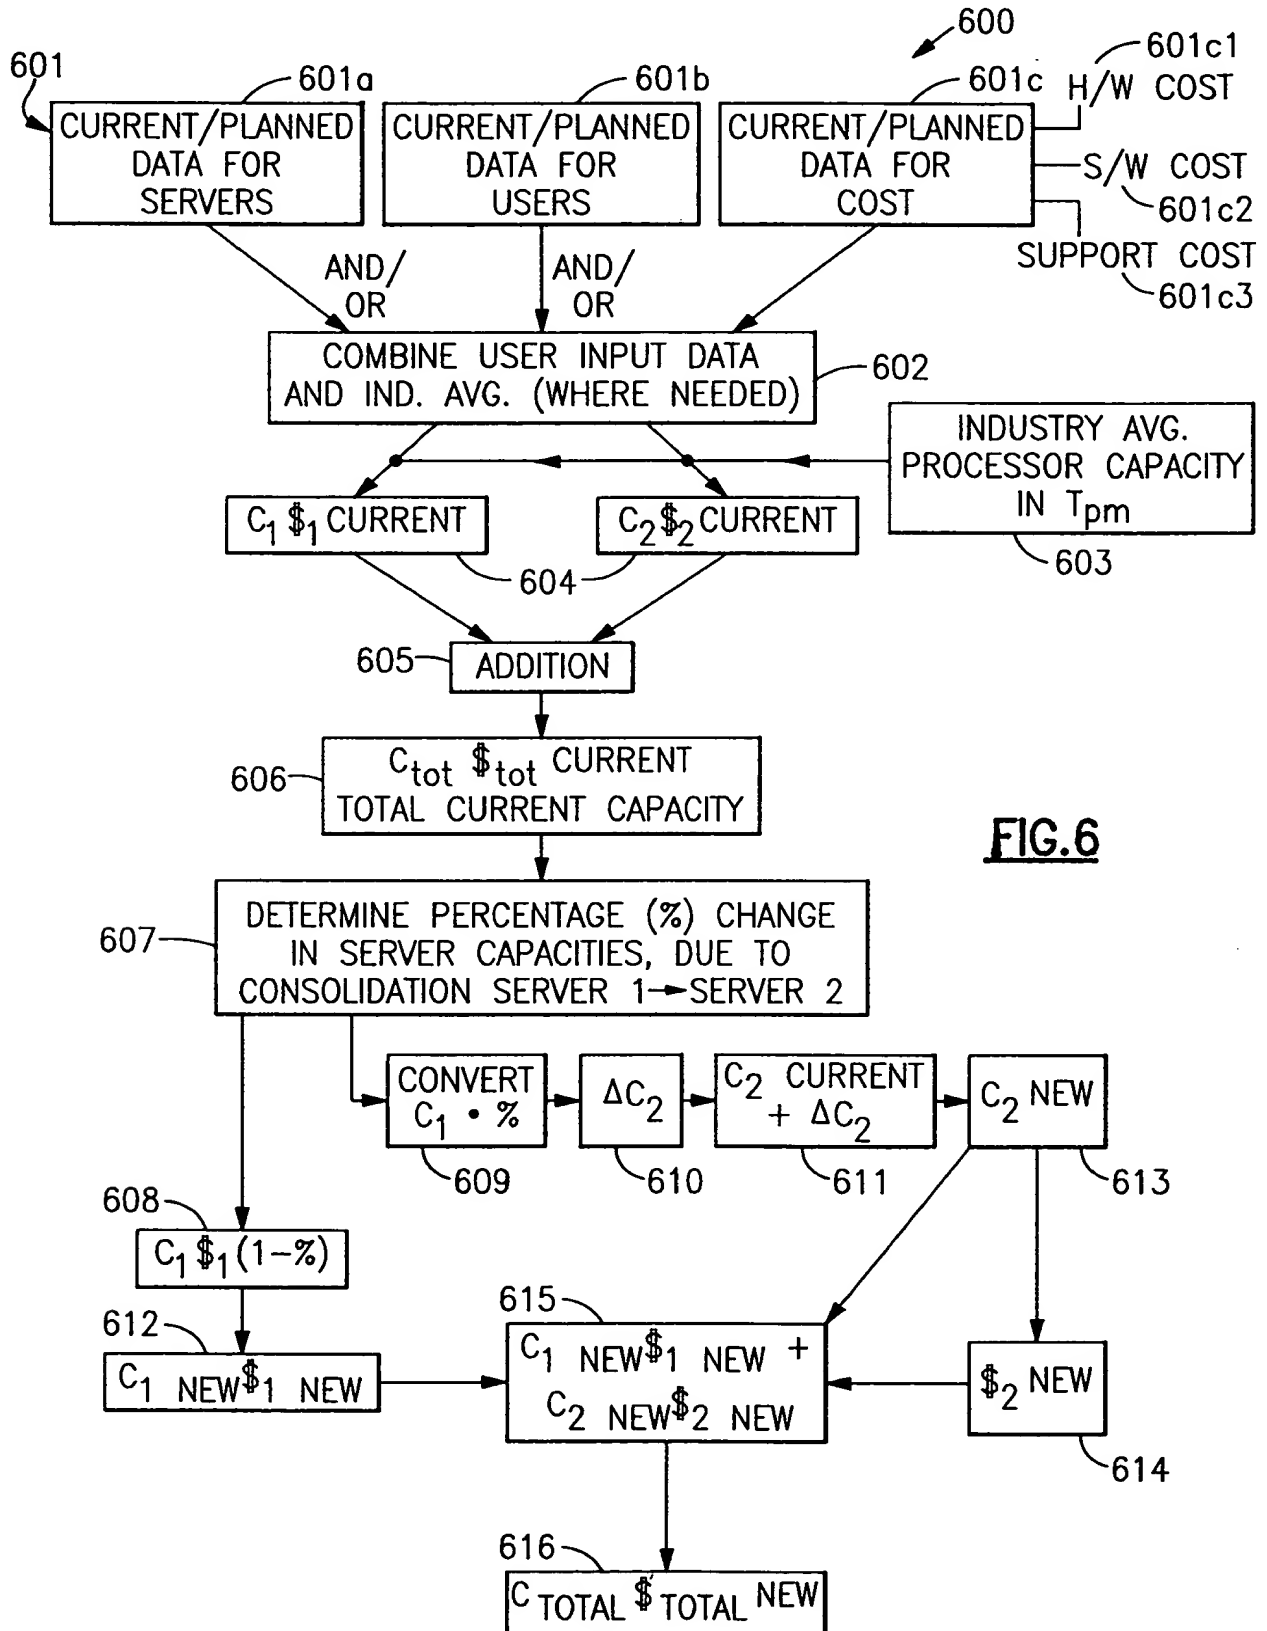 600
601
601a
601b
601c
601c1
H/W COST
CURRENT/PLANNED
DATA FOR
SERVERS
CURRENT/PLANNED
DATA FOR
USERS
CURRENT/PLANNED
DATA FOR
COST
S/W COST
601c2
SUPPORT COST
601c3
AND/
OR
AND/
OR
COMBINE USER INPUT DATA
AND IND. AVG. (WHERE NEEDED)
602
INDUSTRY AVG.
PROCESSOR CAPACITY
IN Tpm
603
C1 $1 CURRENT
C2 $2 CURRENT
604
605
ADDITION
606
Ctot $tot CURRENT
TOTAL CURRENT CAPACITY
FIG.6
607
DETERMINE PERCENTAGE (%) CHANGE
IN SERVER CAPACITIES, DUE TO
CONSOLIDATION SERVER 1→SERVER 2
CONVERT
C1 • %
609
ΔC2
610
C2 CURRENT
+ ΔC2
611
C2 NEW
613
608
C1 $1 (1-%)
612
C1 NEW $1 NEW
615
C1 NEW $1 NEW +
C2 NEW $2 NEW
$2 NEW
614
616
C TOTAL $ TOTAL NEW